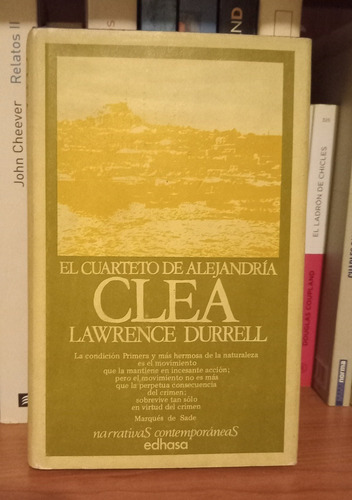 John Cheever Relatos II
EL CUARTETO DE ALEJANDRÍA
CLEA
LAWRENCE DURRELL
La condición Primera y más hermosa de la naturaleza
es el movimiento
que la mantiene en incesante acción;
pero el movimiento no es más
que la perpetua consecuencia
del crimen;
sobrevive tan sólo
en virtud del crimen
Marqués de Sade
narrativaS contemporáneaS
edhasa
EL LADRÓN DE CHICLES
DOUGLAS COUPLAND